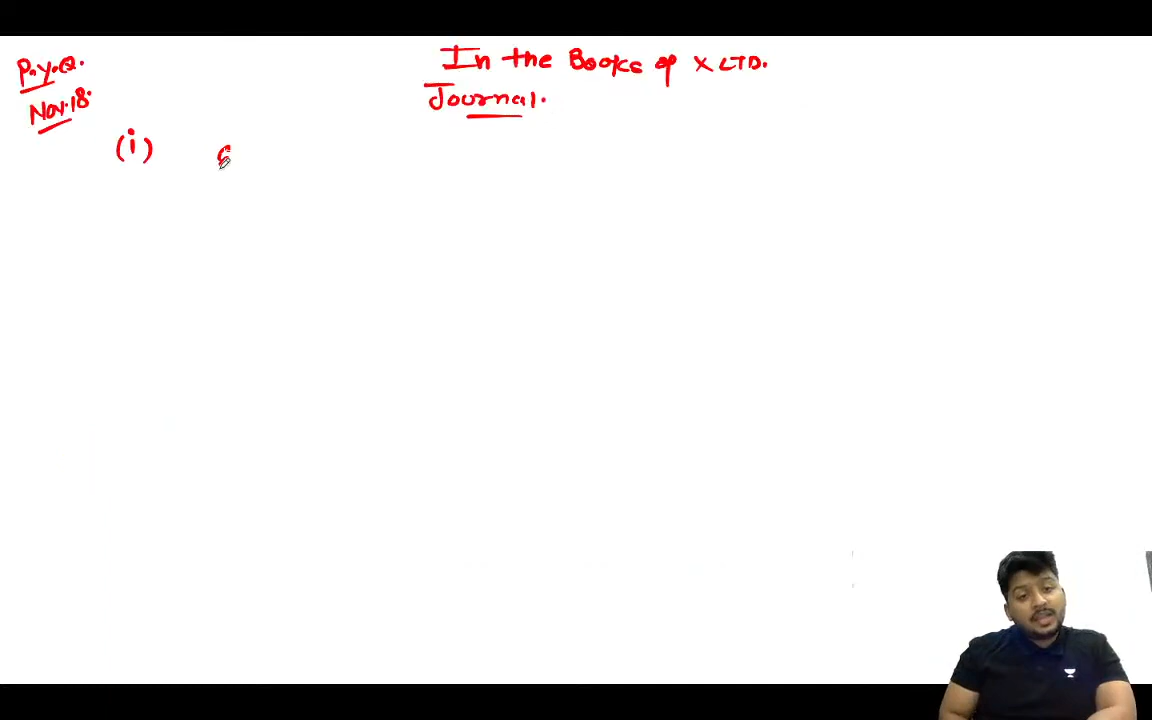 P.y.Q.
Nov.18.
In the Books of X LTD.
Journal.
(i)